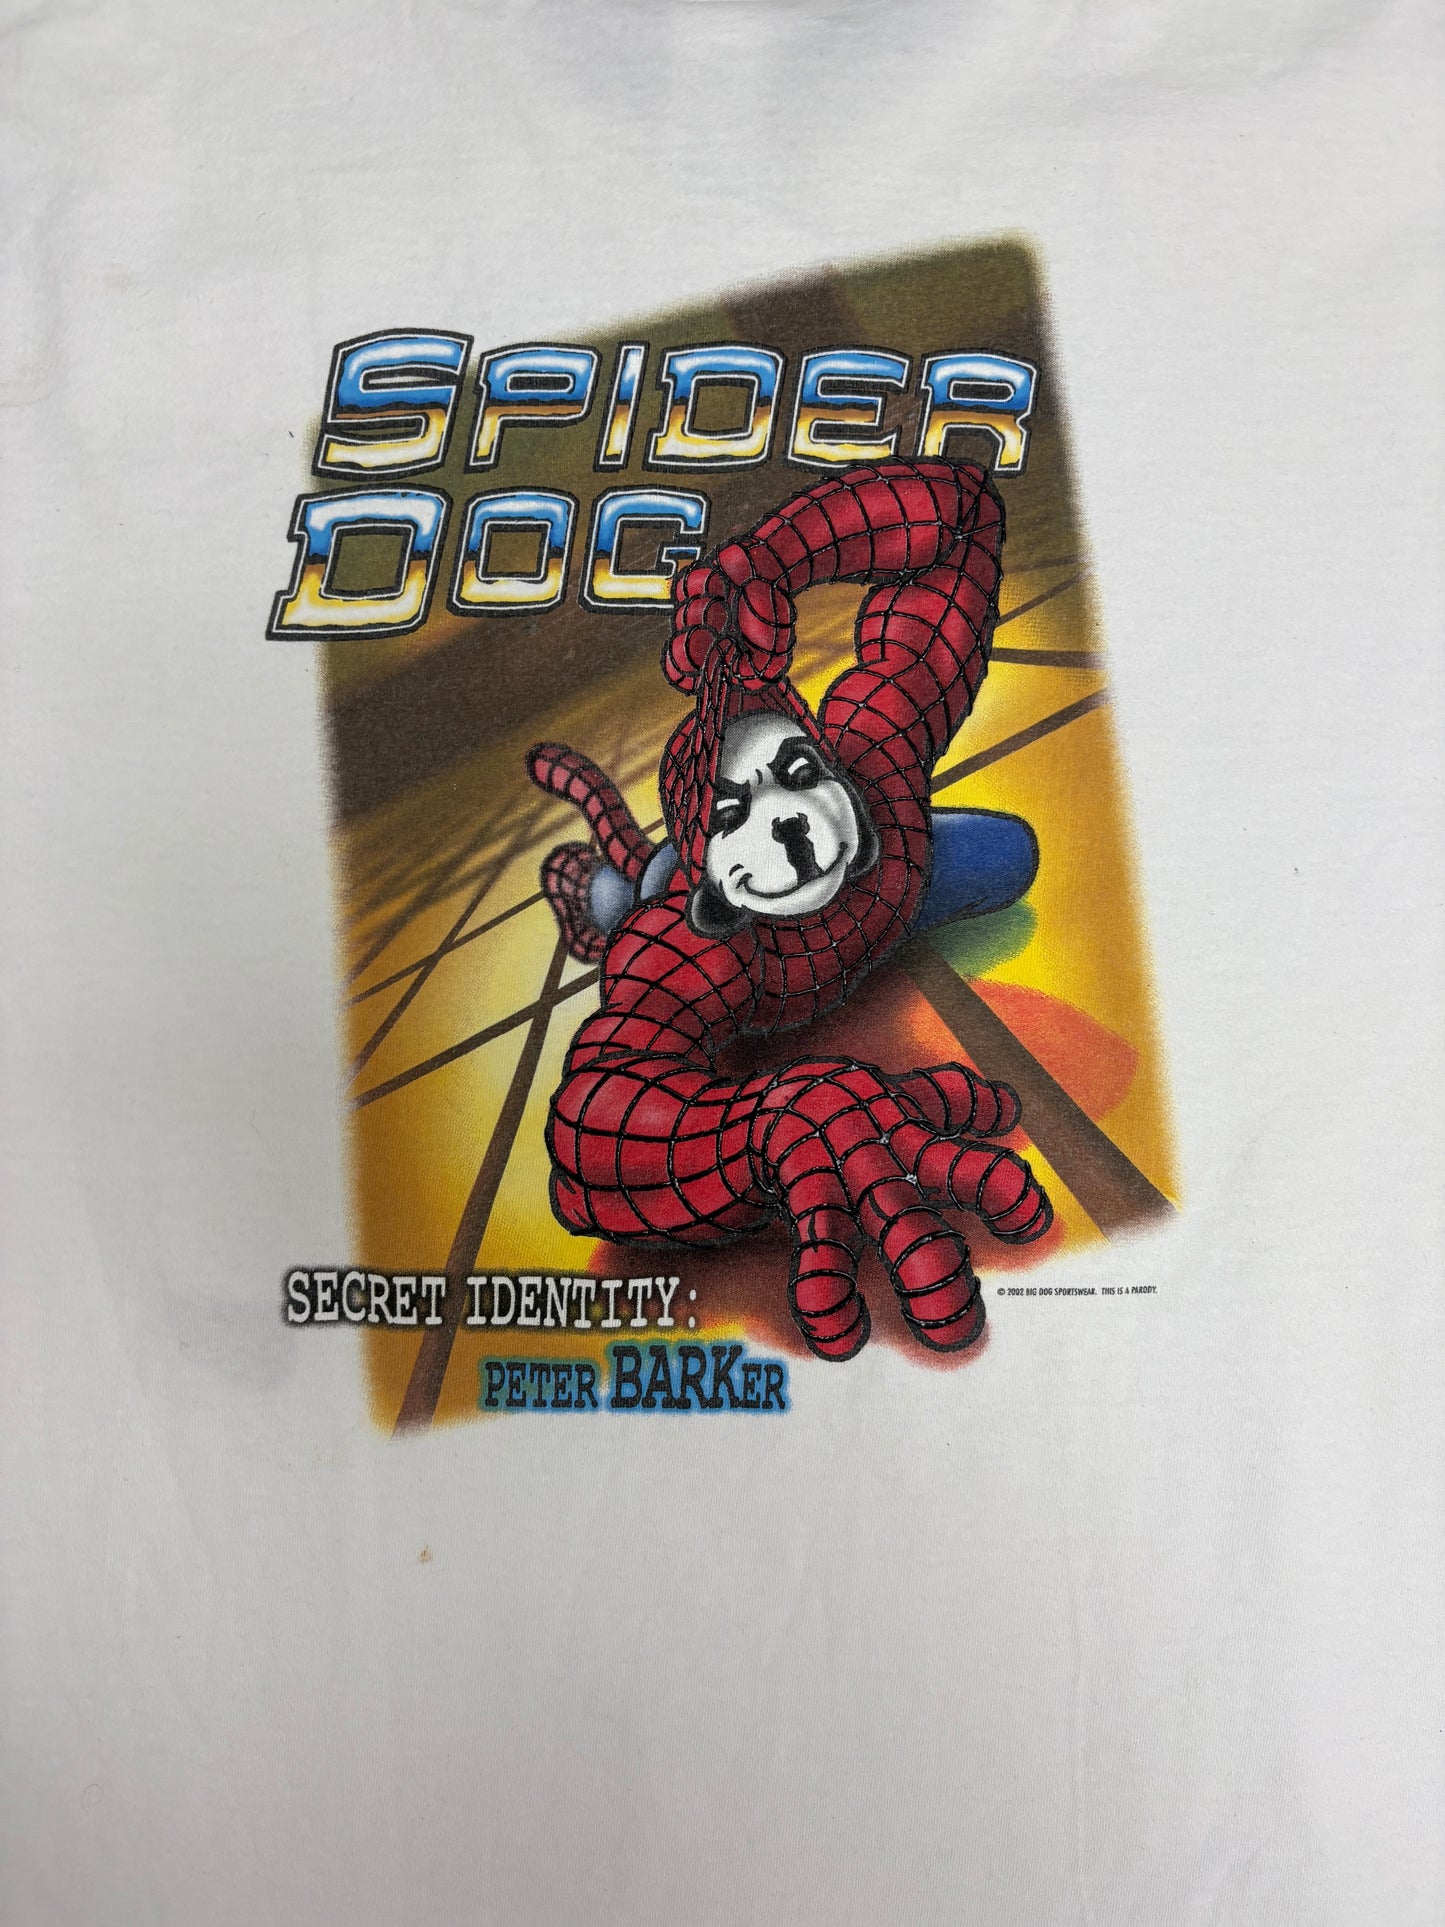 SPIDER
DOG
SECRET IDENTITY:
© 2002 BIG DOG SPORTSWEAR. THIS IS A PARODY.
PETER BARKER